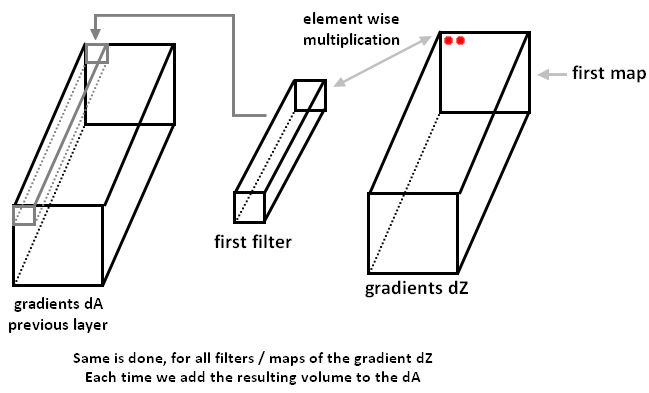 element wise
multiplication
first map
first filter
gradients dZ
gradients dA
previous layer
Same is done, for all filters / maps of the gradient dZ
Each time we add the resulting volume to the dA